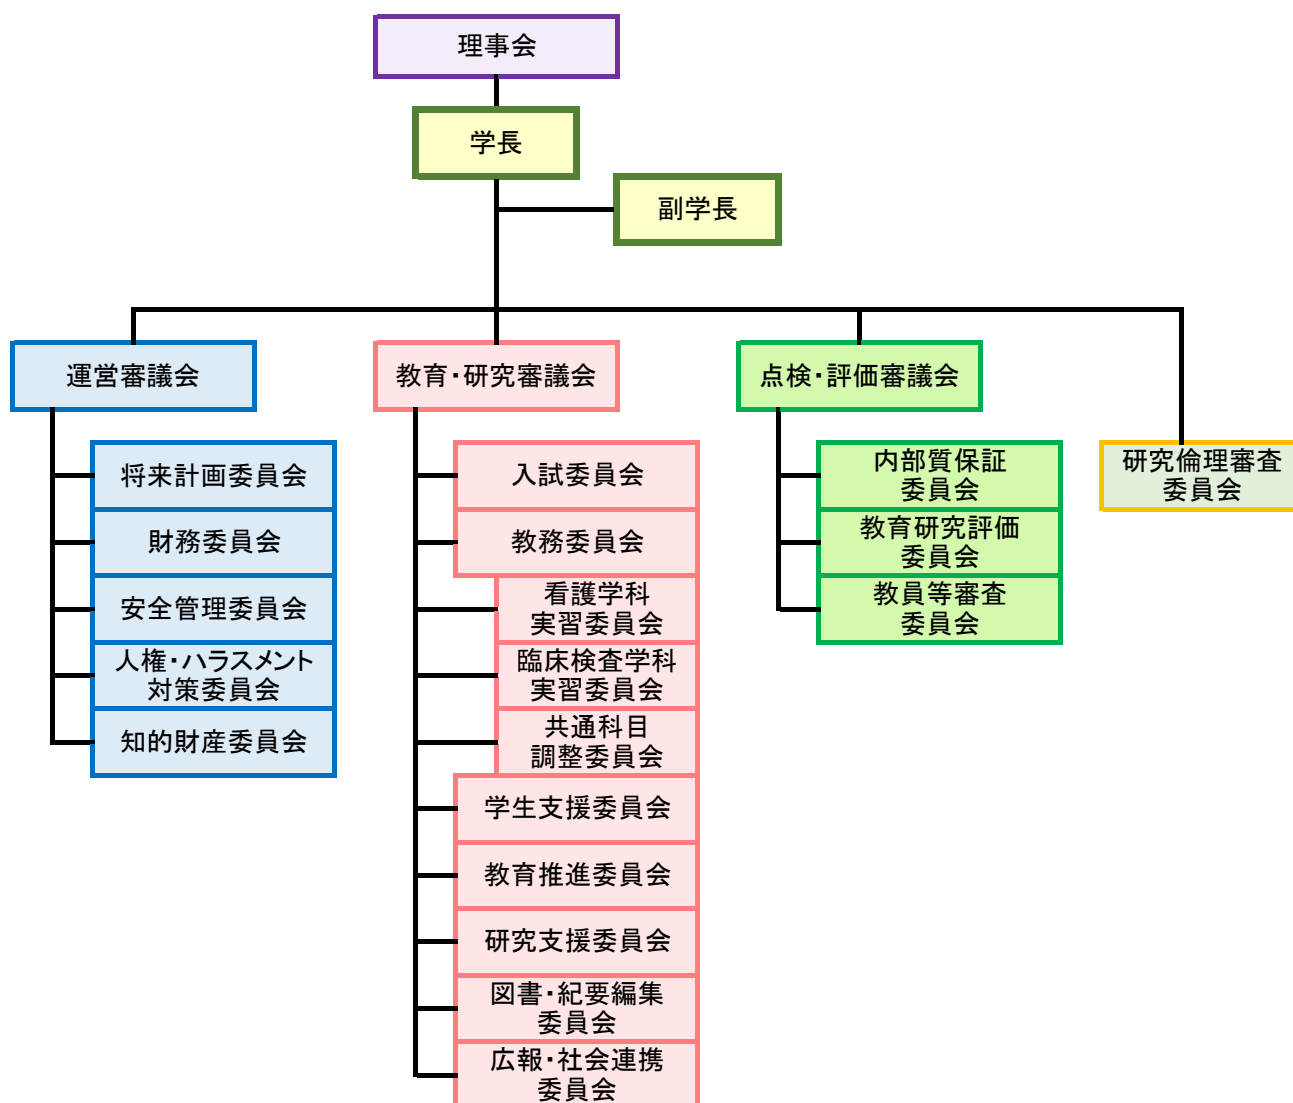 理事会
学長
副学長
運営審議会
将来計画委員会
財務委員会
安全管理委員会
人権・ハラスメント
対策委員会
知的財産委員会
教育・研究審議会
入試委員会
教務委員会
看護学科
実習委員会
臨床検査学科
実習委員会
共通科目
調整委員会
学生支援委員会
教育推進委員会
研究支援委員会
図書・紀要編集
委員会
広報・社会連携
委員会
点検・評価審議会
内部質保証
委員会
教育研究評価
委員会
教員等審査
委員会
研究倫理審査
委員会